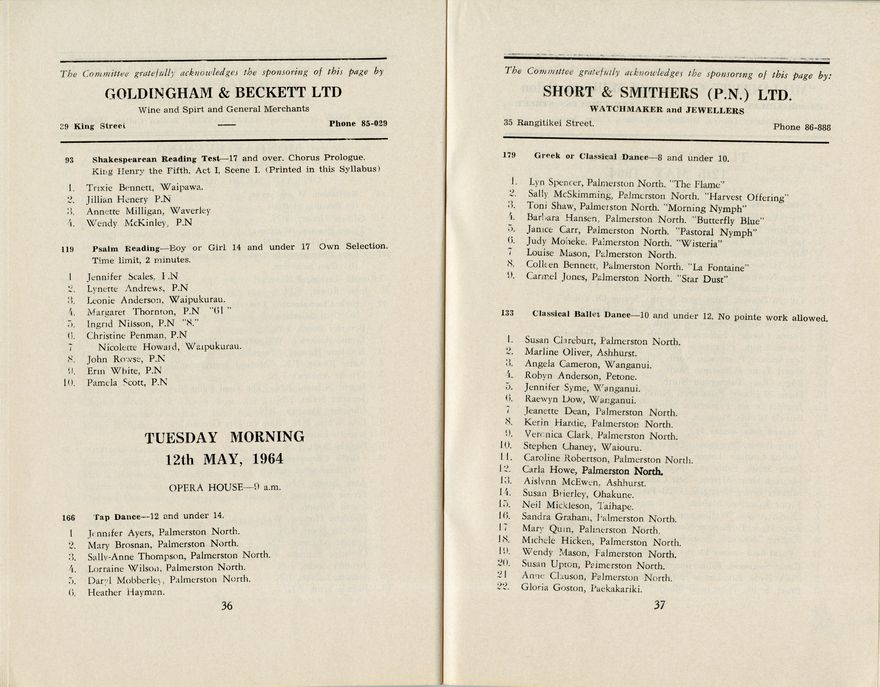 The Committee gratefully acknowledges the sponsoring of this page by
GOLDINGHAM & BECKETT LTD
Wine and Spirt and General Merchants
29 King Street — Phone 85-029
93 Shakespearean Reading Test—17 and over. Chorus Prologue.
King Henry the Fifth. Act I, Scene I. (Printed in this Syllabus)
1. Trixie Bennett, Waipawa.
2. Jillian Henery P.N
3. Annette Milligan, Waverley
4. Wendy McKinley, P.N
119 Psalm Reading—Boy or Girl 14 and under 17 Own Selection.
Time limit, 2 minutes.
1 Jennifer Scales, P.N
2. Lynette Andrews, P.N
3. Leonie Anderson, Waipukurau.
4. Margaret Thornton, P.N "61"
5. Ingrid Nilsson, P.N "8."
6. Christine Penman, P.N
7 Nicolette Howard, Waipukurau.
8. John Rowse, P.N
9. Erin White, P.N
10. Pamela Scott, P.N
TUESDAY MORNING
12th MAY, 1964
OPERA HOUSE—9 a.m.
166 Tap Dance—12 and under 14.
1 Jennifer Ayers, Palmerston North.
2. Mary Brosnan, Palmerston North.
3. Sally-Anne Thompson, Palmerston North.
4. Lorraine Wilson, Palmerston North.
5. Daryl Mobberley, Palmerston North.
6. Heather Hayman.
36
The Committee gratefully acknowledges the sponsoring of this page by:
SHORT & SMITHERS (P.N.) LTD.
WATCHMAKER and JEWELLERS
35 Rangitikei Street. Phone 86-888
179 Greek or Classical Dance—8 and under 10.
1. Lyn Spencer, Palmerston North. "The Flame"
2. Sally McSkimming, Palmerston North. "Harvest Offering"
3. Toni Shaw, Palmerston North. "Morning Nymph"
4. Barbara Hansen, Palmerston North. "Butterfly Blue"
5. Janice Carr, Palmerston North. "Pastoral Nymph"
6. Judy Moneke. Palmerston North. "Wisteria"
7 Louise Mason, Palmerston North.
8. Colleen Bennett, Palmerston North. "La Fontaine"
9. Carmel Jones, Palmerston North. "Star Dust"
133 Classical Ballet Dance—10 and under 12. No pointe work allowed.
1. Susan Clareburt, Palmerston North.
2. Marline Oliver, Ashhurst.
3. Angela Cameron, Wanganui.
4. Robyn Anderson, Petone.
5. Jennifer Syme, Wanganui.
6. Raewyn Dow, Wanganui.
7 Jeanette Dean, Palmerston North.
8. Kerin Hardie, Palmerston North.
9. Veronica Clark, Palmerston North.
10. Stephen Chaney, Waiouru.
11. Caroline Robertson, Palmerston North.
12. Carla Howe, Palmerston North.
13. Aislynn McEwen, Ashhurst.
14. Susan Brierley, Ohakune.
15. Neil Mickleson, Taihape.
16. Sandra Graham, Palmerston North.
17 Mary Quin, Palmerston North.
18. Michele Hicken, Palmerston North.
19. Wendy Mason, Palmerston North.
20. Susan Upton, Palmerston North.
21 Anne Clauson, Palmerston North.
22. Gloria Goston, Paekakariki.
37